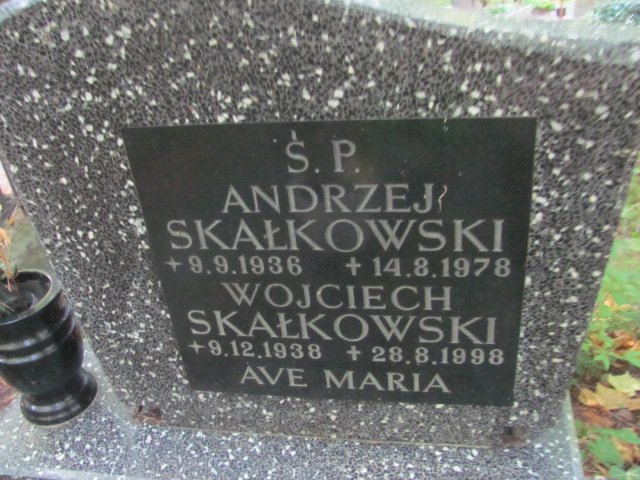 Ś.P.
ANDRZEJ
SKAŁKOWSKI
+9.9.1936 +14.8.1978
WOJCIECH
SKAŁKOWSKI
+9.12.1938 +28.8.1998
AVE MARIA